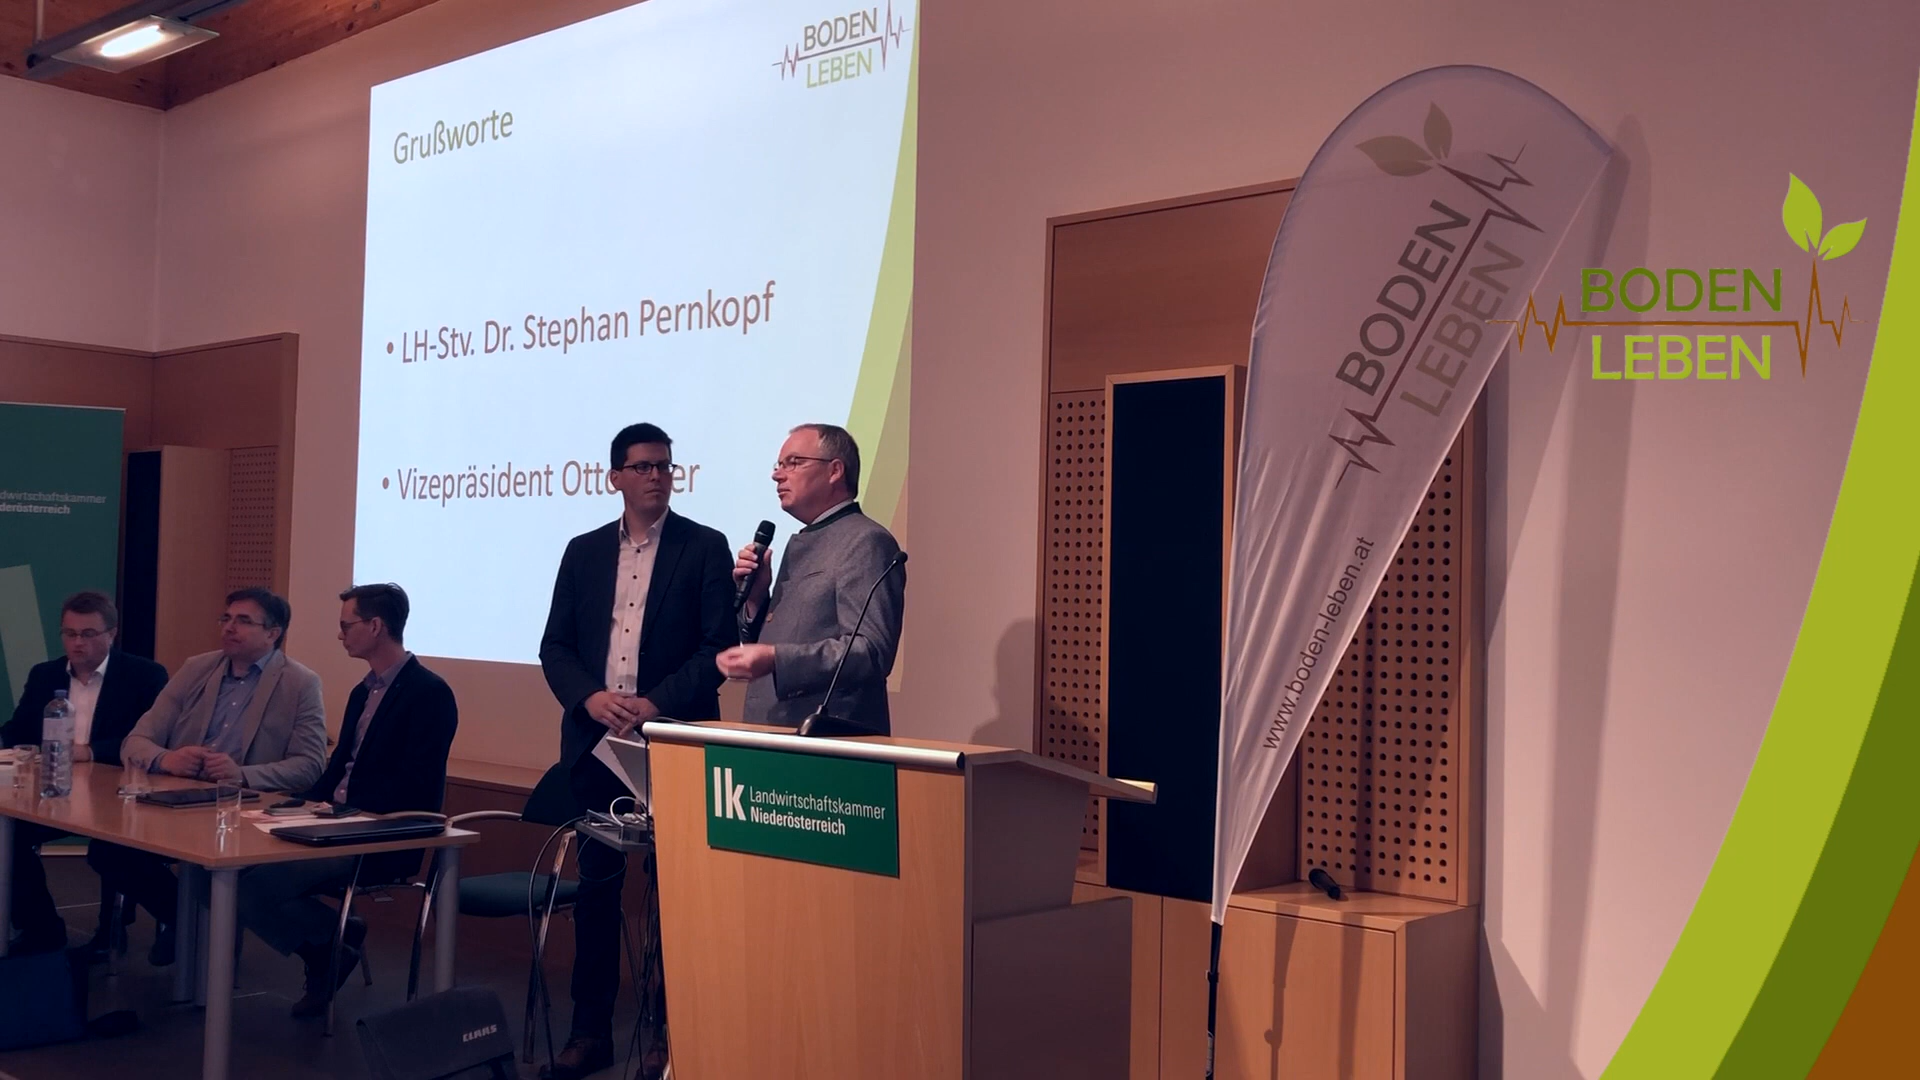 BODEN
LEBEN
Grußworte
• LH-Stv. Dr. Stephan Pernkopf
• Vizepräsident Otto
BODEN
LEBEN
www.boden-leben.at
BODEN
LEBEN
Landwirtschaftskammer
Niederösterreich
lk
Landwirtschaftskammer
Niederösterreich
CLAAS